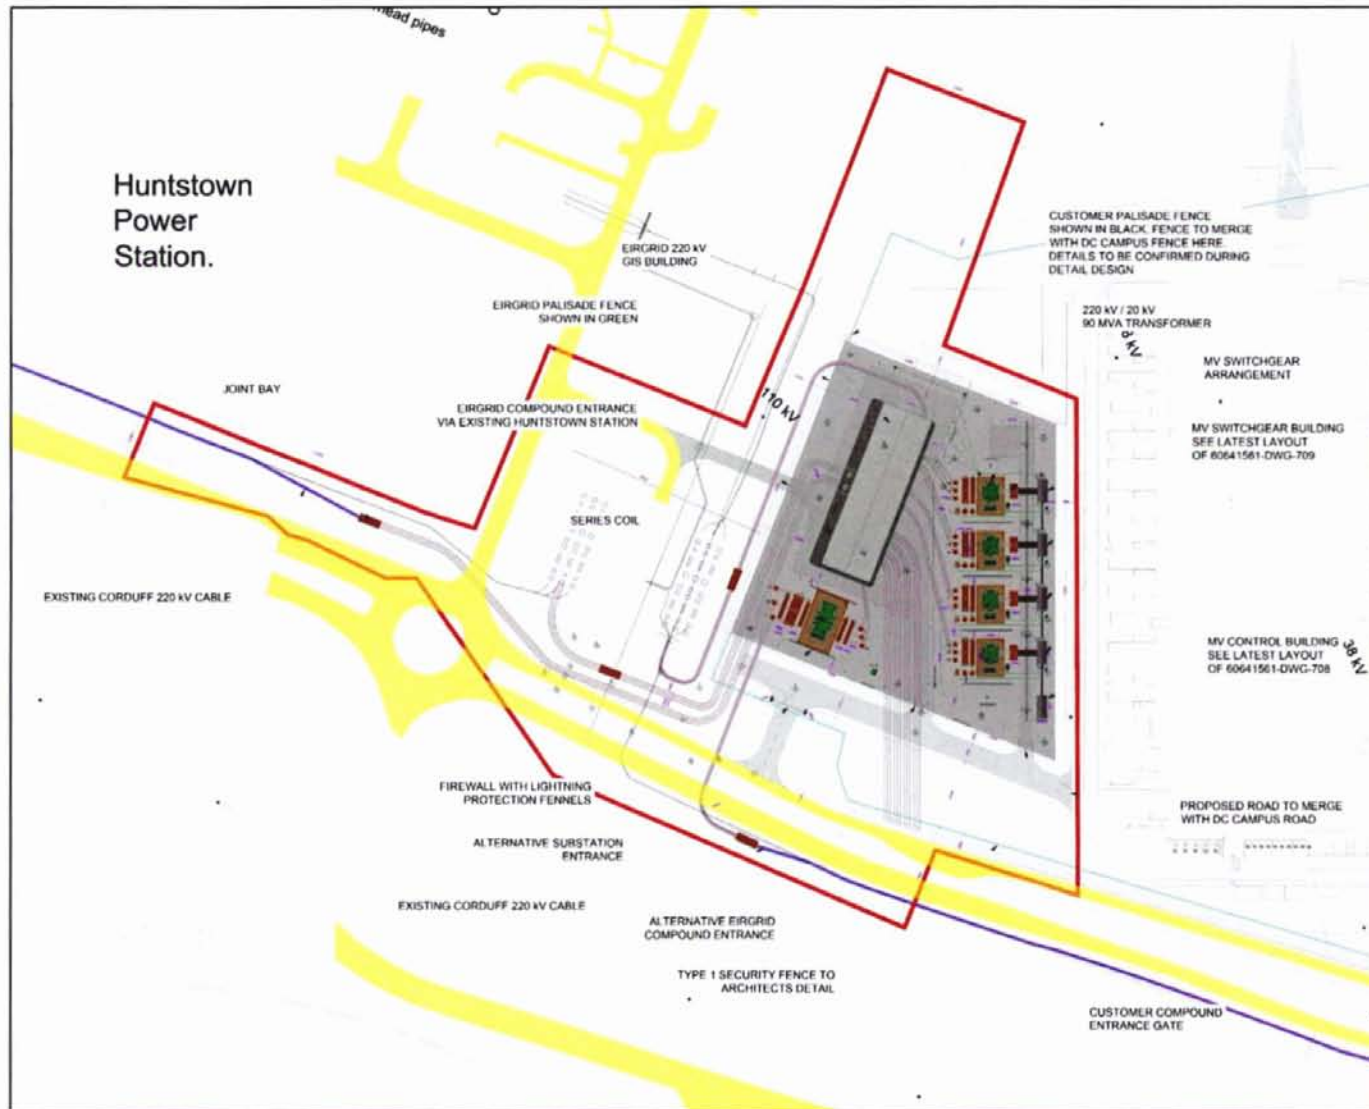 head pipes
Huntstown
Power
Station.
CUSTOMER PALISADE FENCE
SHOWN IN BLACK. FENCE TO MERGE
WITH DC CAMPUS FENCE HERE.
DETAILS TO BE CONFIRMED DURING
DETAIL DESIGN
EIRGRID 220 kV
GIS BUILDING
EIRGRID PALISADE FENCE
SHOWN IN GREEN
220 kV / 20 kV
90 MVA TRANSFORMER
kV
MV SWITCHGEAR
ARRANGEMENT
JOINT BAY
EIRGRID COMPOUND ENTRANCE
VIA EXISTING HUNTSTOWN STATION
110 kV
MV SWITCHGEAR BUILDING
SEE LATEST LAYOUT
OF 60641561-DWG-709
SERIES COIL
EXISTING CORDUFF 220 kV CABLE
MV CONTROL BUILDING
SEE LATEST LAYOUT
OF 60641561-DWG-708
38 kV
FIREWALL WITH LIGHTNING
PROTECTION FENNELS
PROPOSED ROAD TO MERGE
WITH DC CAMPUS ROAD
ALTERNATIVE SUBSTATION
ENTRANCE
EXISTING CORDUFF 220 kV CABLE
ALTERNATIVE EIRGRID
COMPOUND ENTRANCE
TYPE 1 SECURITY FENCE TO
ARCHITECTS DETAIL
CUSTOMER COMPOUND
ENTRANCE GATE